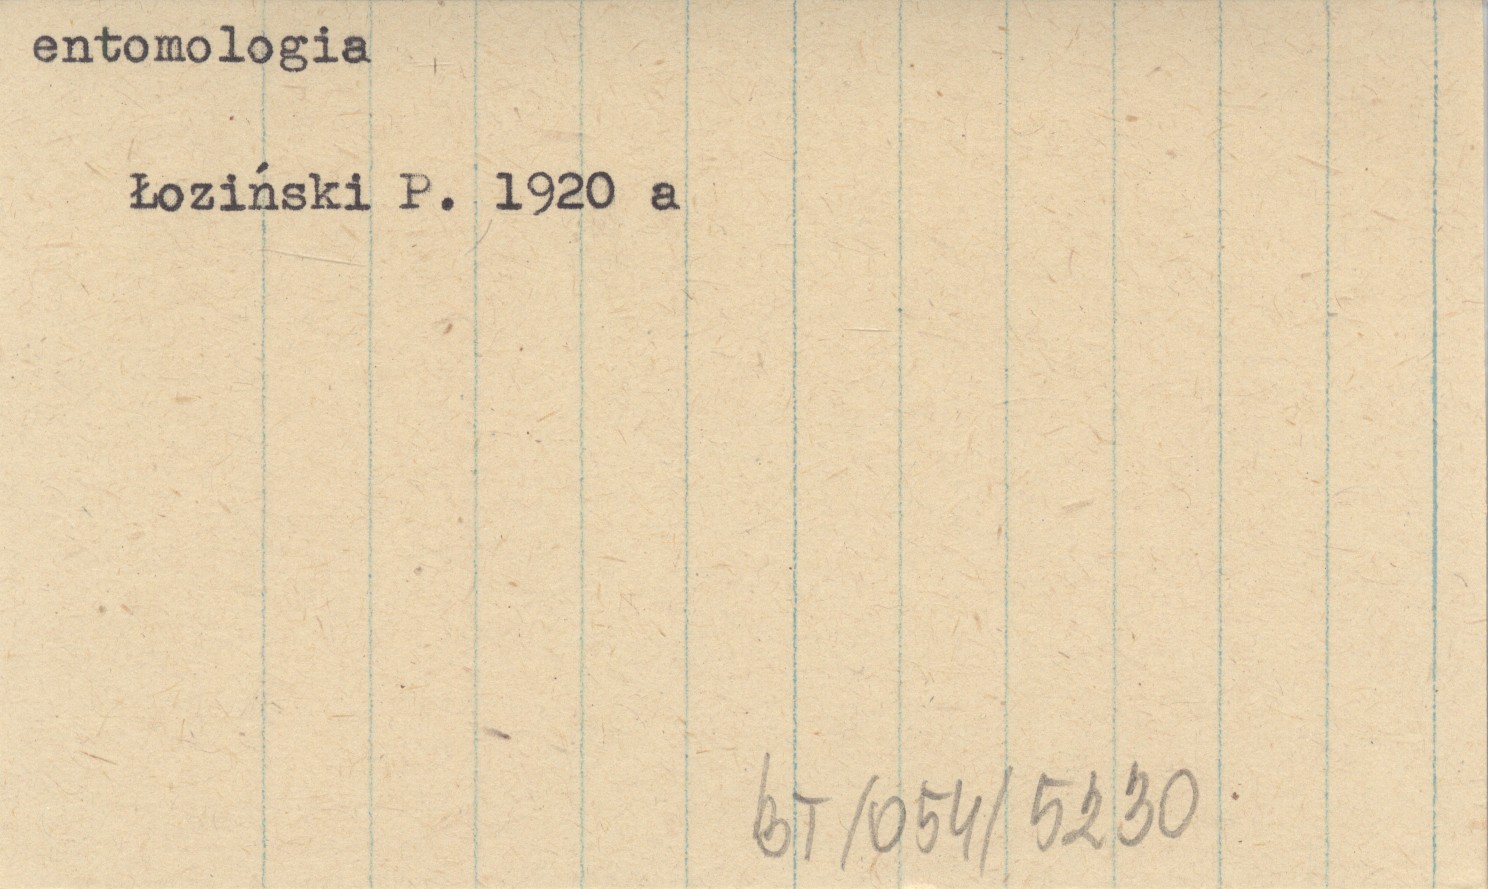 entomologia
Łoziński P. 1920 a
BT/054/5230